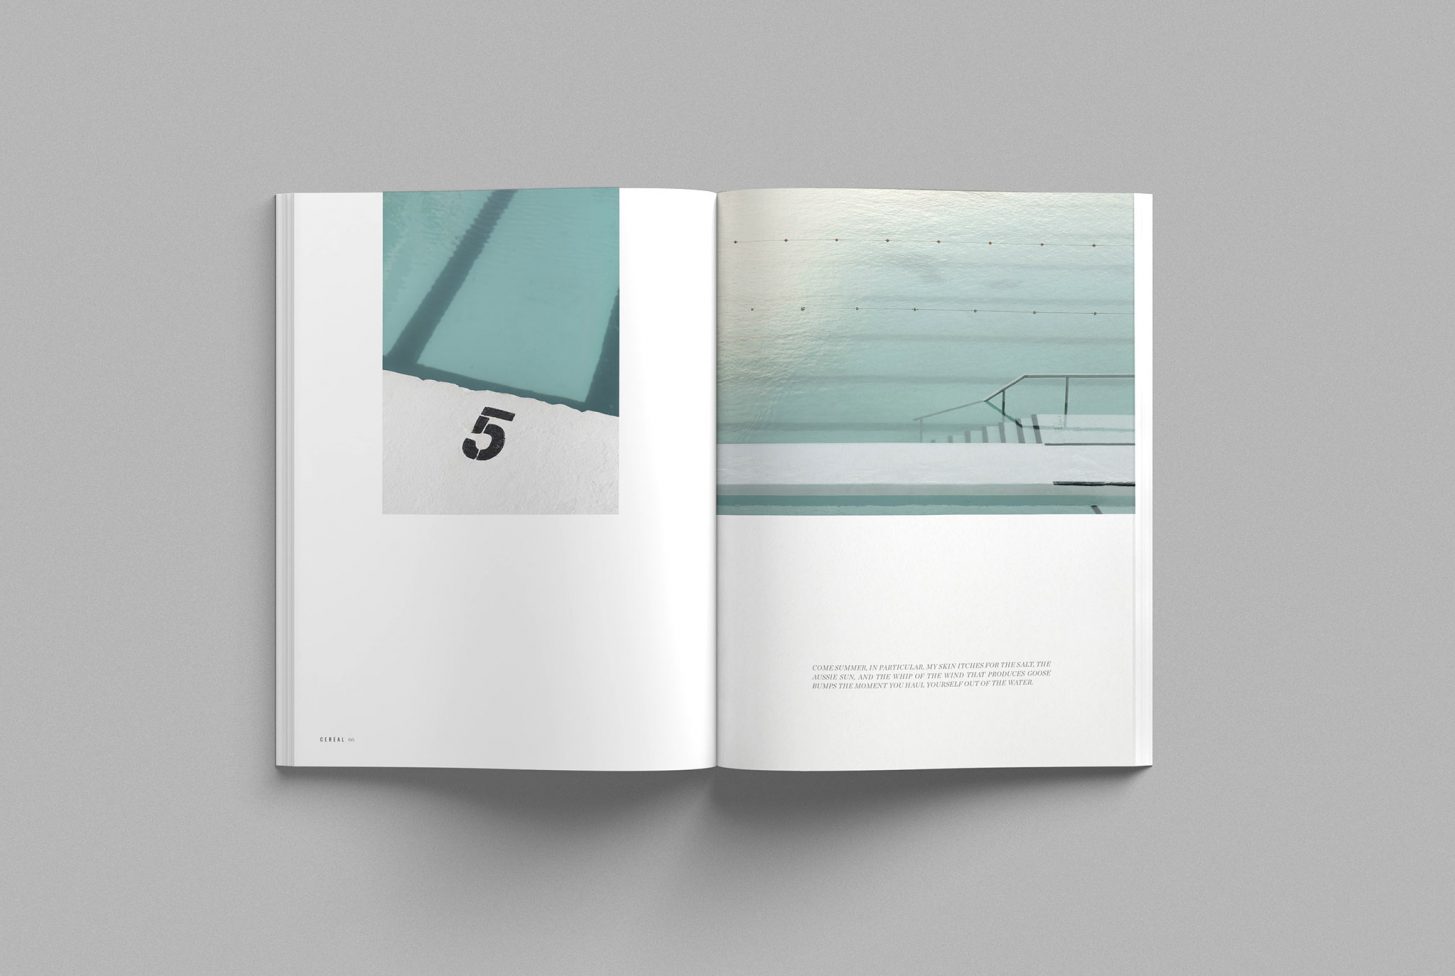 5
CEREAL
COME SUMMER, IN PARTICULAR, MY SKIN ITCHES FOR THE SALT, THE
AUSSIE SUN, AND THE WHIP OF THE WIND THAT PRODUCES GOOSE
BUMPS THE MOMENT YOU HAUL YOURSELF OUT OF THE WATER.